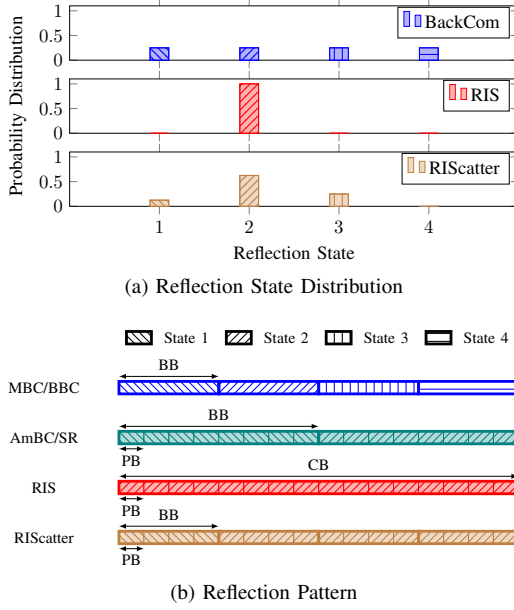 Probability Distribution
1
0.5
0
BackCom
1
0.5
0
RIS
1
0.5
0
RIScatter
1 2 3 4
Reflection State
(a) Reflection State Distribution
State 1 State 2 State 3 State 4
BB
MBC/BBC
BB
AmBC/SR
PB
CB
RIS
PB
BB
RIScatter
PB
(b) Reflection Pattern